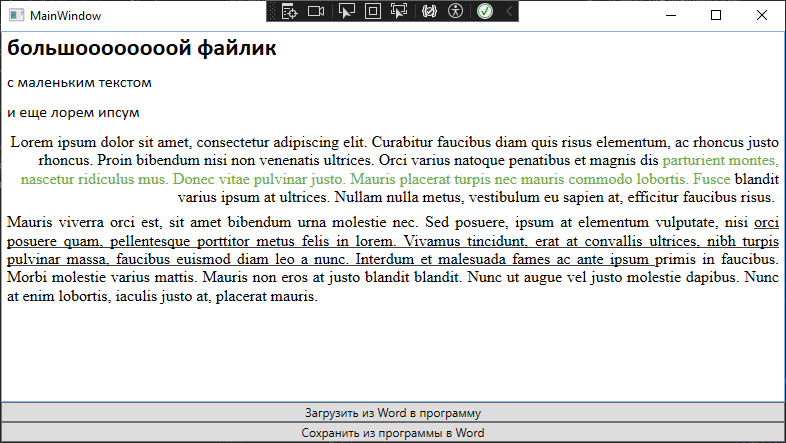 MainWindow
большоооооооой файлик
с маленьким текстом
и еще лорем ипсум
Lorem ipsum dolor sit amet, consectetur adipiscing elit. Curabitur faucibus diam quis risus elementum, ac rhoncus justo
rhoncus. Proin bibendum nisi non venenatis ultrices. Orci varius natoque penatibus et magnis dis parturient montes,
nascetur ridiculus mus. Donec vitae pulvinar justo. Mauris placerat turpis nec mauris commodo lobortis. Fusce blandit
varius ipsum at ultrices. Nullam nulla metus, vestibulum eu sapien at, efficitur faucibus risus.
Mauris viverra orci est, sit amet bibendum urna molestie nec. Sed posuere, ipsum at elementum vulputate, nisi orci
posuere quam, pellentesque porttitor metus felis in lorem. Vivamus tincidunt, erat at convallis ultrices, nibh turpis
pulvinar massa, faucibus euismod diam leo a nunc. Interdum et malesuada fames ac ante ipsum primis in faucibus.
Morbi molestie varius mattis. Mauris non eros at justo blandit blandit. Nunc ut augue vel justo molestie dapibus. Nunc
at enim lobortis, iaculis justo at, placerat mauris.
Загрузить из Word в программу
Сохранить из программы в Word